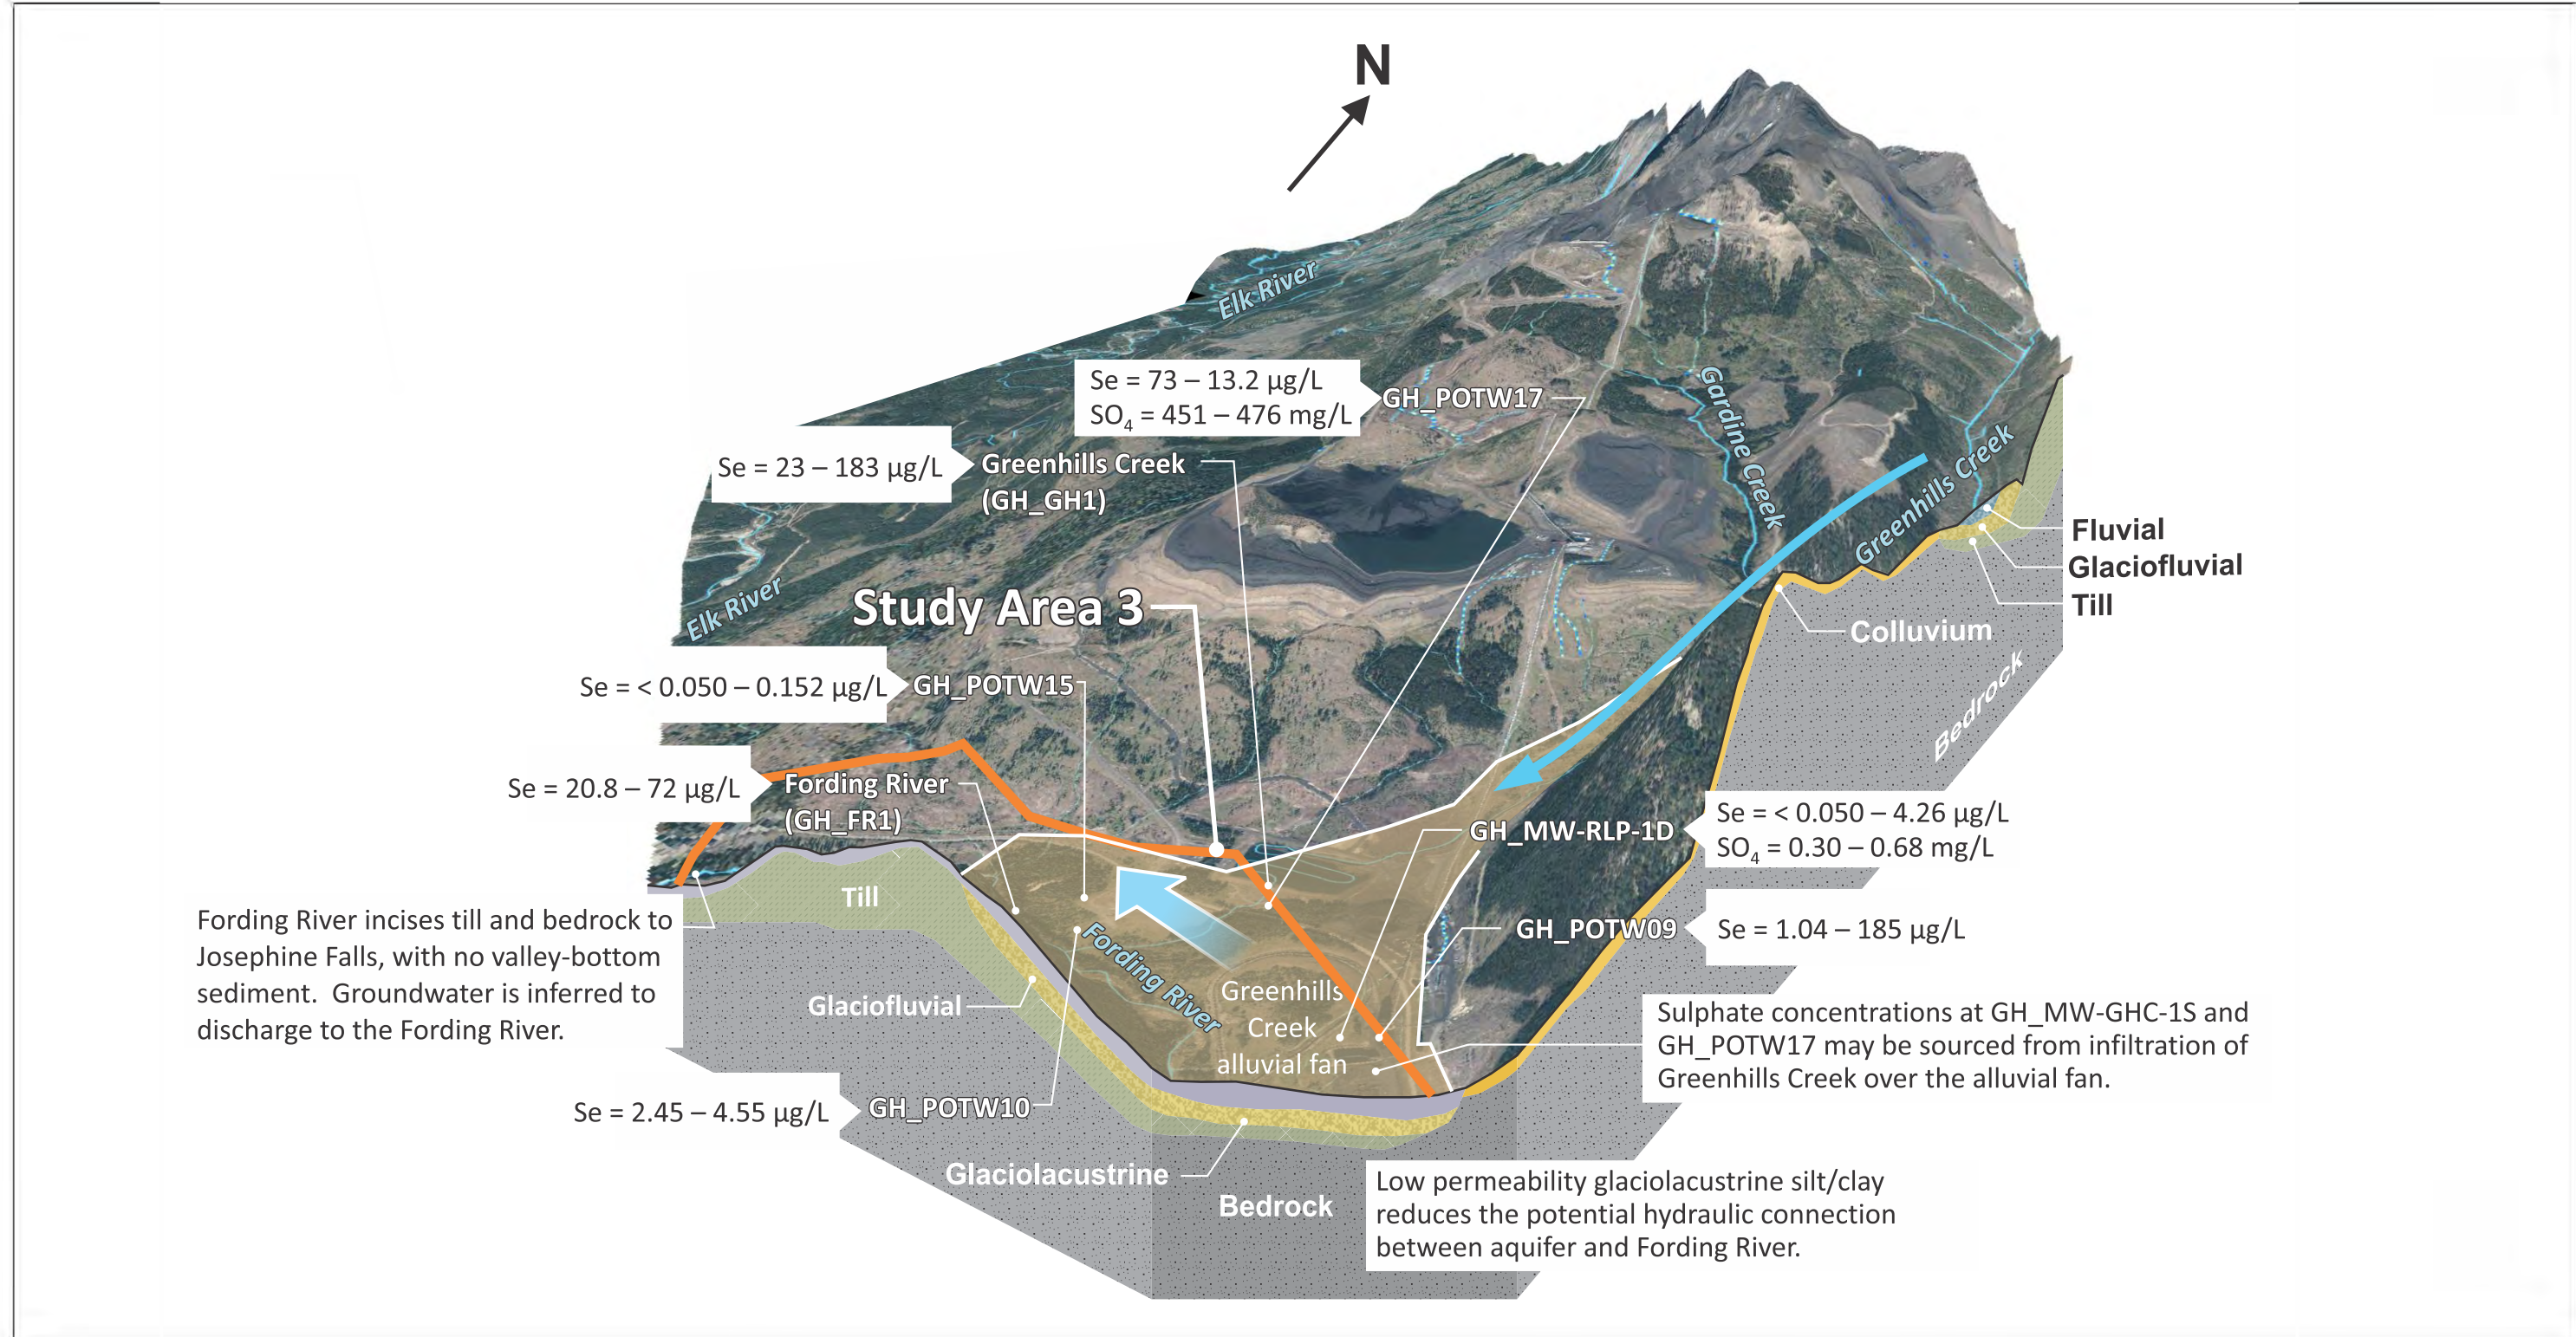 N
Elk River
Se = 73 – 13.2 µg/L
SO4 = 451 – 476 mg/L
GH_POTW17
Gardine Creek
Se = 23 – 183 µg/L
Greenhills Creek
(GH_GH1)
Greenhills Creek
Fluvial
Glaciofluvial
Till
Elk River
Study Area 3
Colluvium
Bedrock
Se = < 0.050 – 0.152 µg/L
GH_POTW15
Se = 20.8 – 72 µg/L
Fording River
(GH_FR1)
GH_MW-RLP-1D
Se = < 0.050 – 4.26 µg/L
SO4 = 0.30 – 0.68 mg/L
Till
GH_POTW09
Se = 1.04 – 185 µg/L
Fording River incises till and bedrock to
Josephine Falls, with no valley-bottom
sediment. Groundwater is inferred to
discharge to the Fording River.
Fording River
Glaciofluvial
Greenhills
Creek
alluvial fan
Sulphate concentrations at GH_MW-GHC-1S and
GH_POTW17 may be sourced from infiltration of
Greenhills Creek over the alluvial fan.
Se = 2.45 – 4.55 µg/L
GH_POTW10
Glaciolacustrine
Bedrock
Low permeability glaciolacustrine silt/clay
reduces the potential hydraulic connection
between aquifer and Fording River.